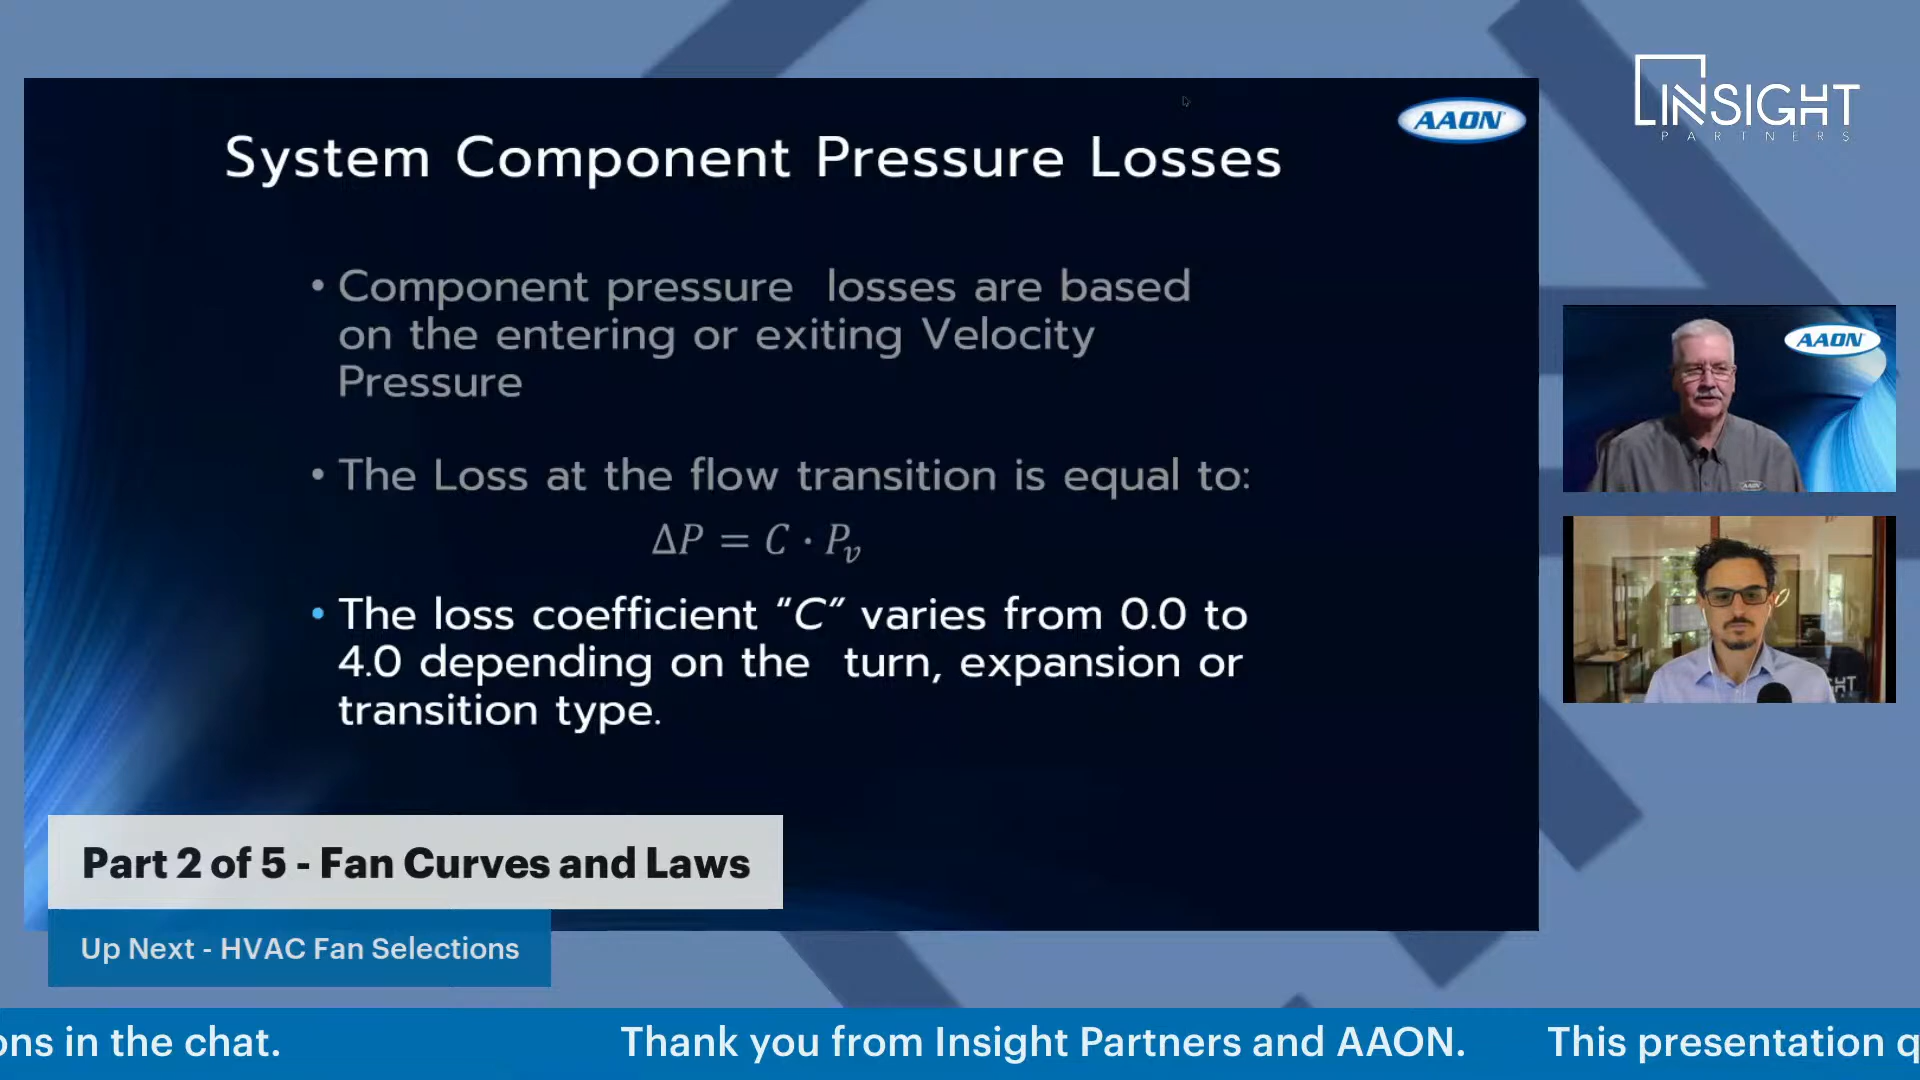 INSIGHT
PARTNERS
AAON
System Component Pressure Losses
• Component pressure losses are based
on the entering or exiting Velocity
Pressure
• The Loss at the flow transition is equal to:
ΔP = C · Pᵥ
• The loss coefficient “C” varies from 0.0 to
4.0 depending on the turn, expansion or
transition type.
AAON
AAON
Part 2 of 5 - Fan Curves and Laws
Up Next - HVAC Fan Selections
ons in the chat. Thank you from Insight Partners and AAON. This presentation q